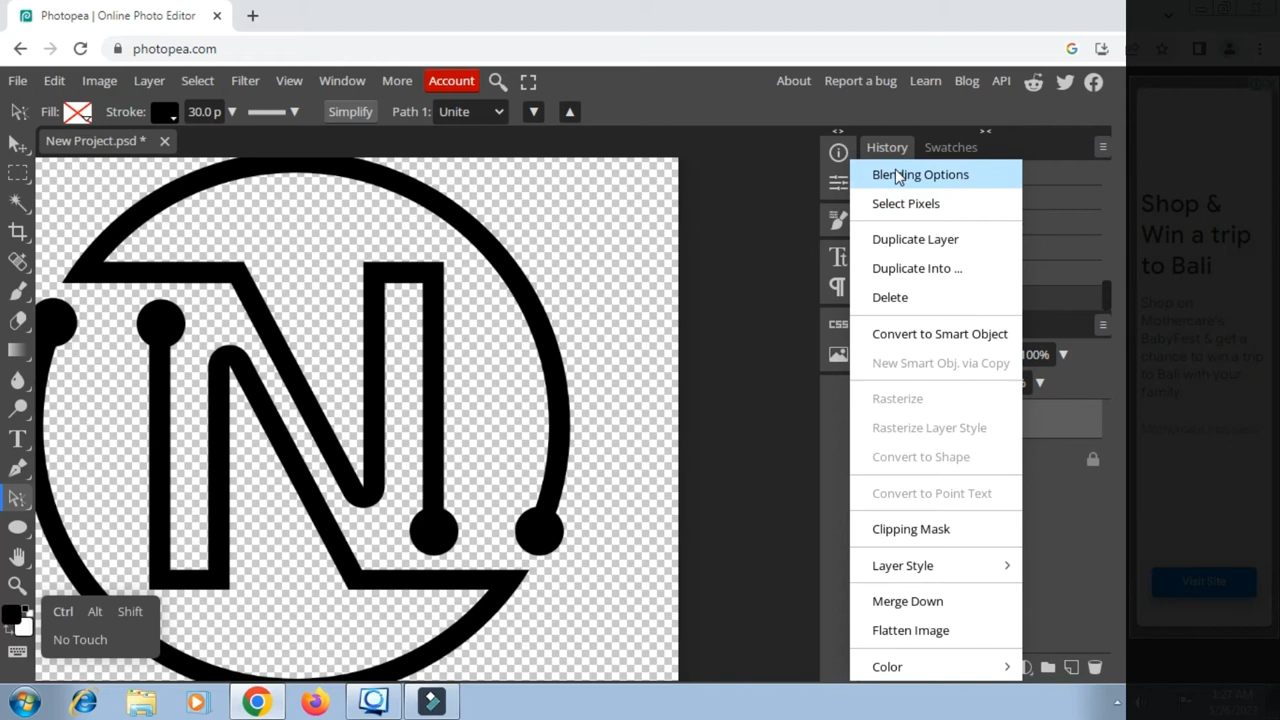 Photopea | Online Photo Editor
photopea.com
File Edit Image Layer Select Filter View Window More Account About Report a bug Learn Blog API
Fill: Stroke: 30.0 p Simplify Path 1: Unite
New Project.psd *
History Swatches
Blending Options
Select Pixels
Duplicate Layer
Duplicate Into ...
Delete
Convert to Smart Object
New Smart Obj. via Copy
Rasterize
Rasterize Layer Style
Convert to Shape
Convert to Point Text
Clipping Mask
Layer Style
Merge Down
Flatten Image
Color
CSS
100%
%
Ctrl Alt Shift
No Touch
N
Shop &
Win a trip
to Bali
Shop on
Mothercare's
BabyFest & get a
chance to win a trip
to Bali with your
family.
Visit Site
1:27 AM